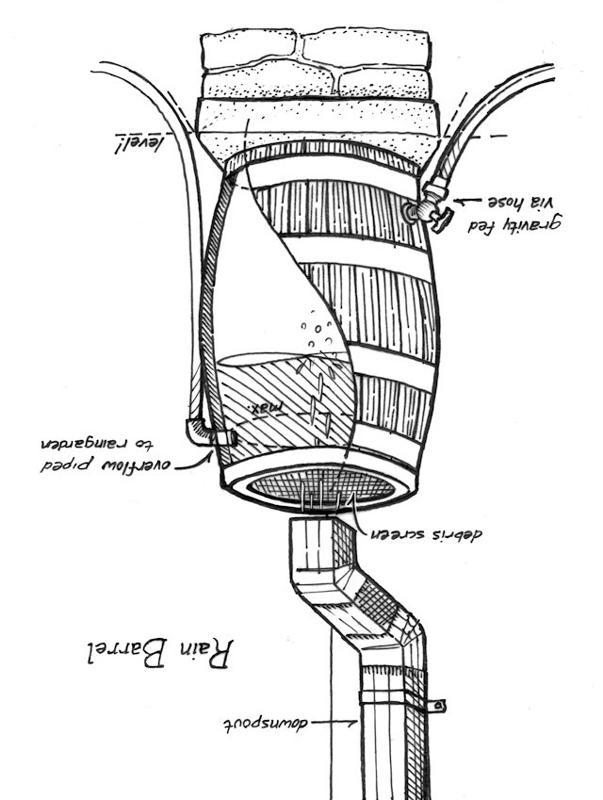 downspout
Rain Barrel
debris screen
overflow piped
to raingarden
max.
gravity fed
via hose
level!